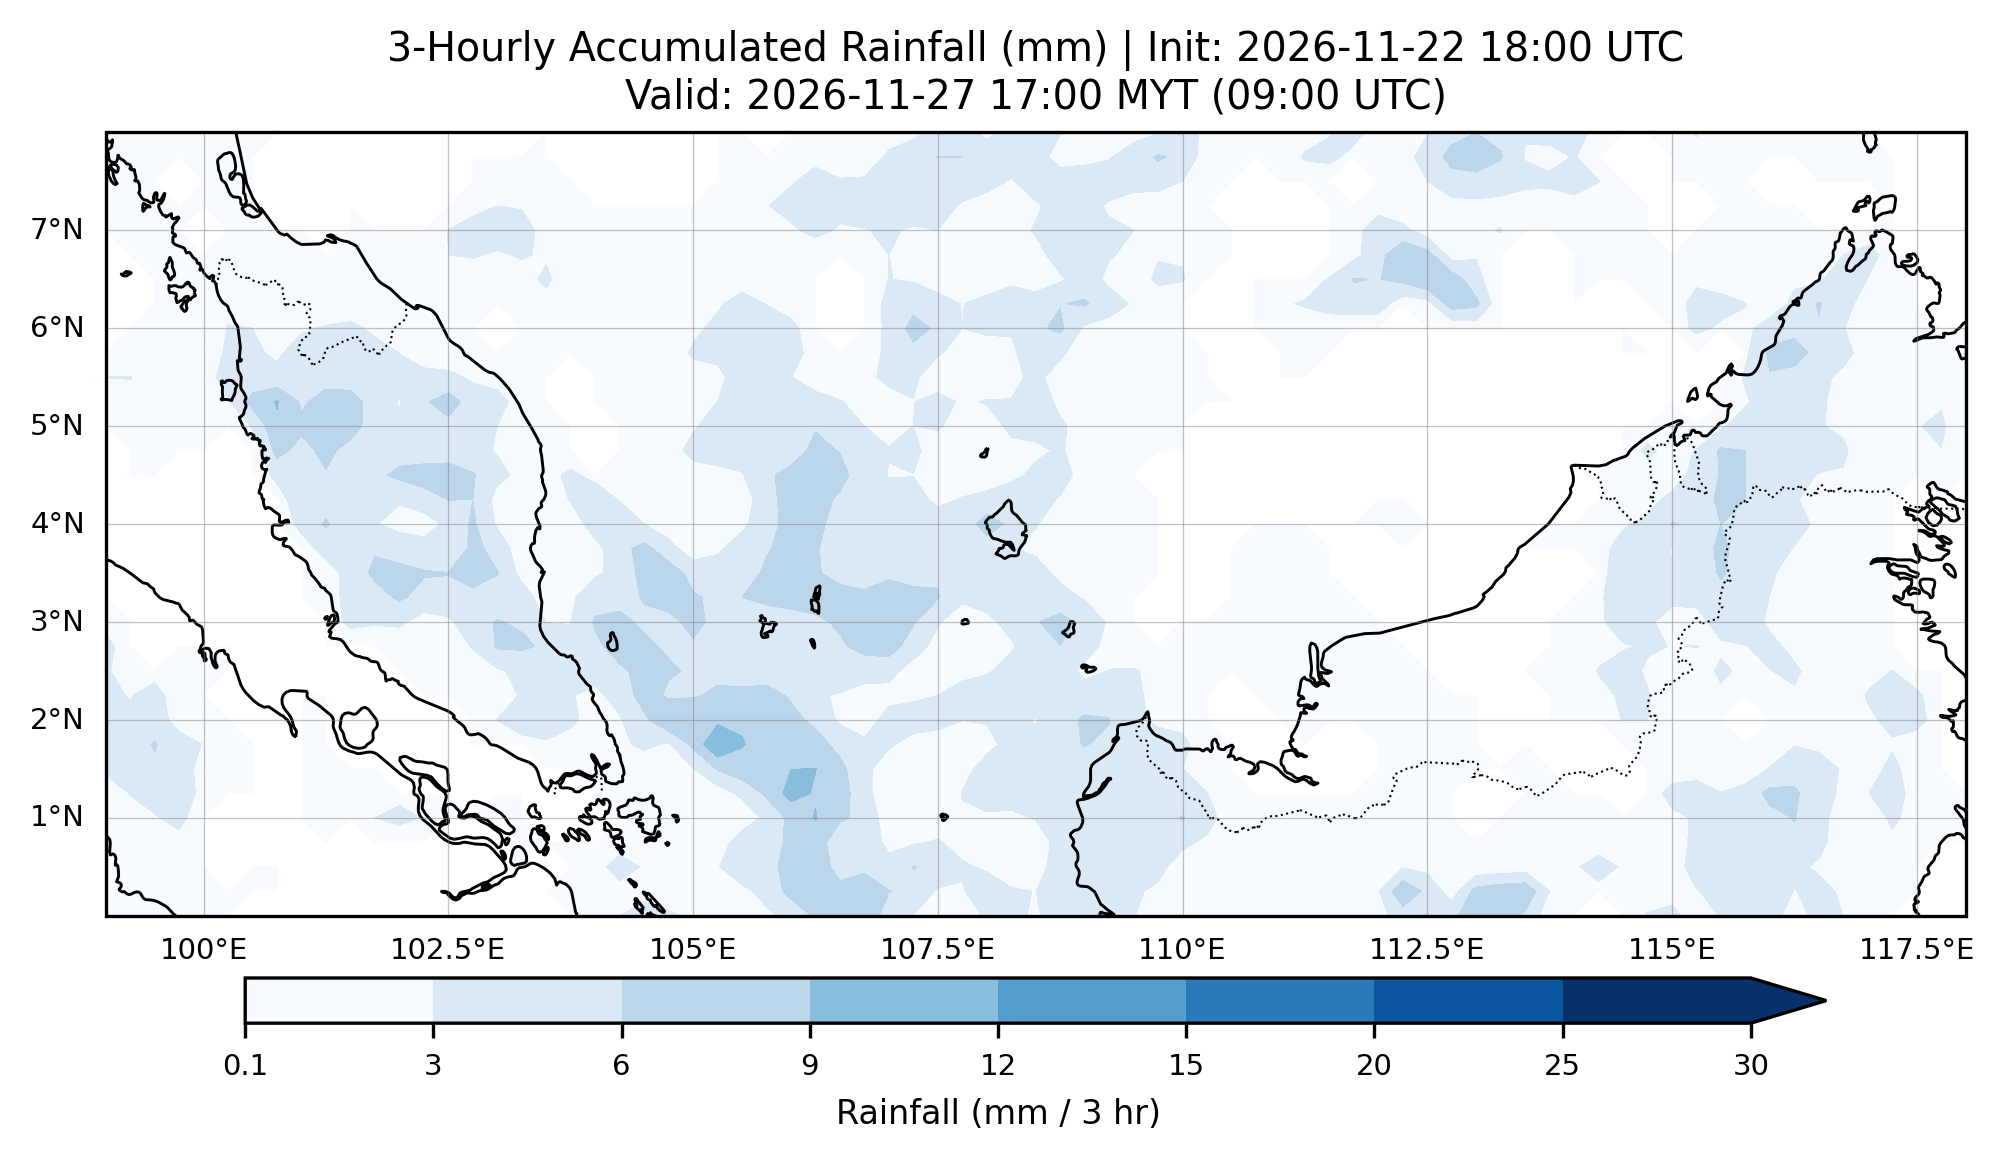 3-Hourly Accumulated Rainfall (mm) | Init: 2026-11-22 18:00 UTC
Valid: 2026-11-27 17:00 MYT (09:00 UTC)
7°N
6°N
5°N
4°N
3°N
2°N
1°N
100°E 102.5°E 105°E 107.5°E 110°E 112.5°E 115°E 117.5°E
0.1 3 6 9 12 15 20 25 30
Rainfall (mm / 3 hr)